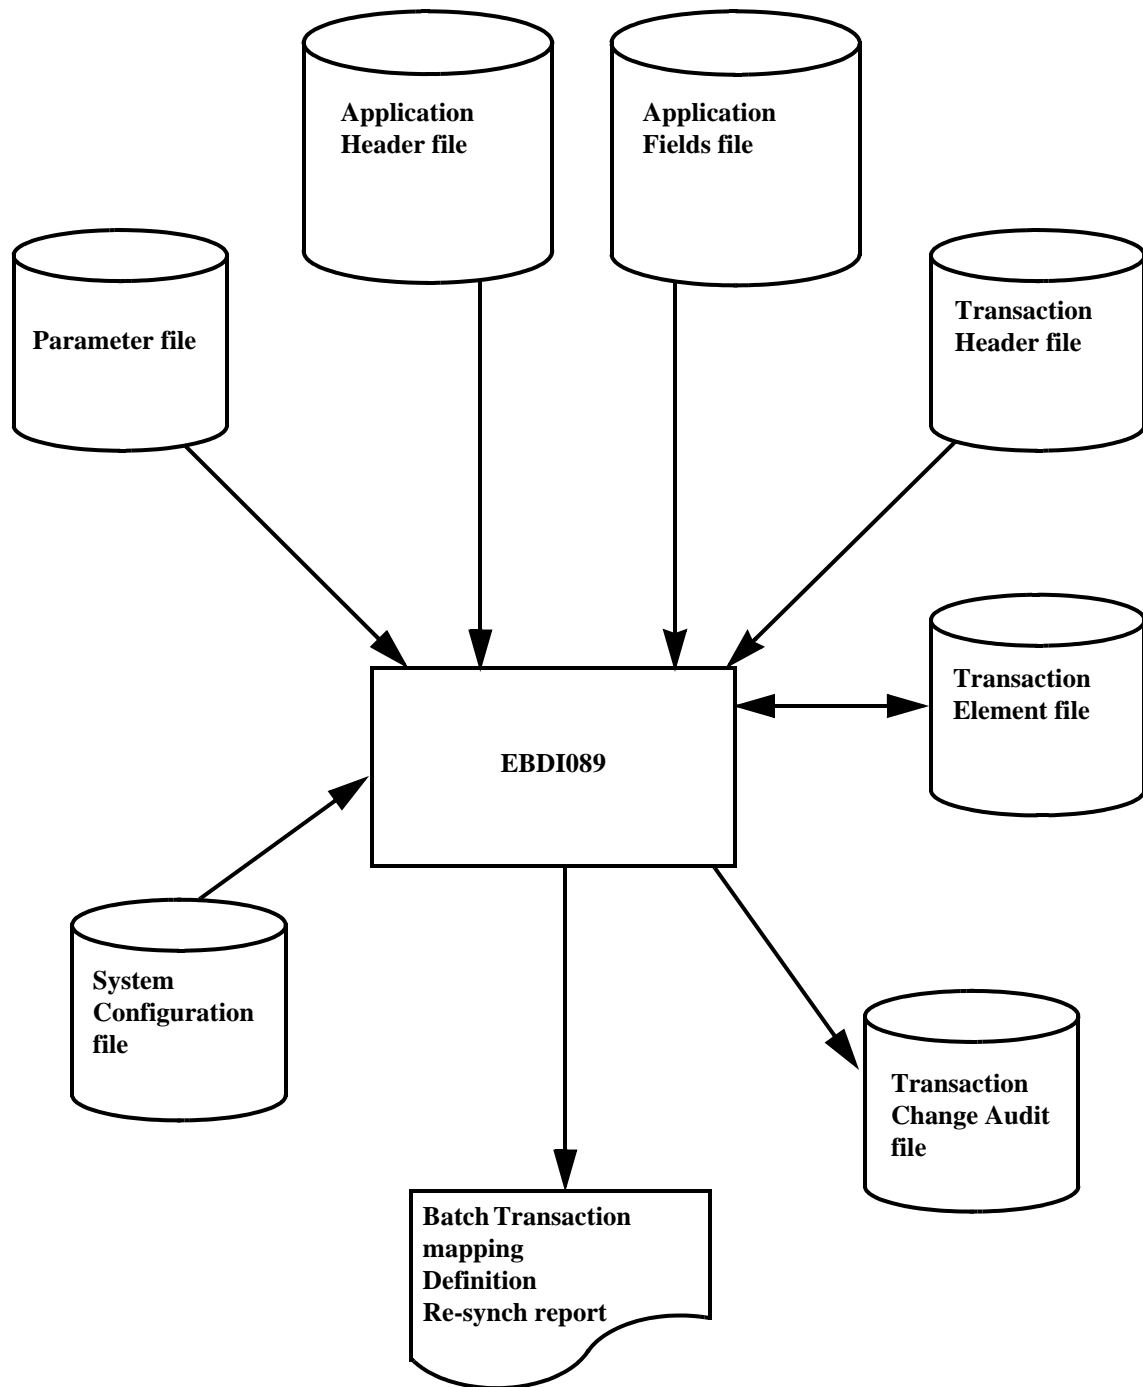 Application
Header file
Application
Fields file
Parameter file
Transaction
Header file
Transaction
Element file
EBDI089
System
Configuration
file
Transaction
Change Audit
file
Batch Transaction
mapping
Definition
Re-synch report